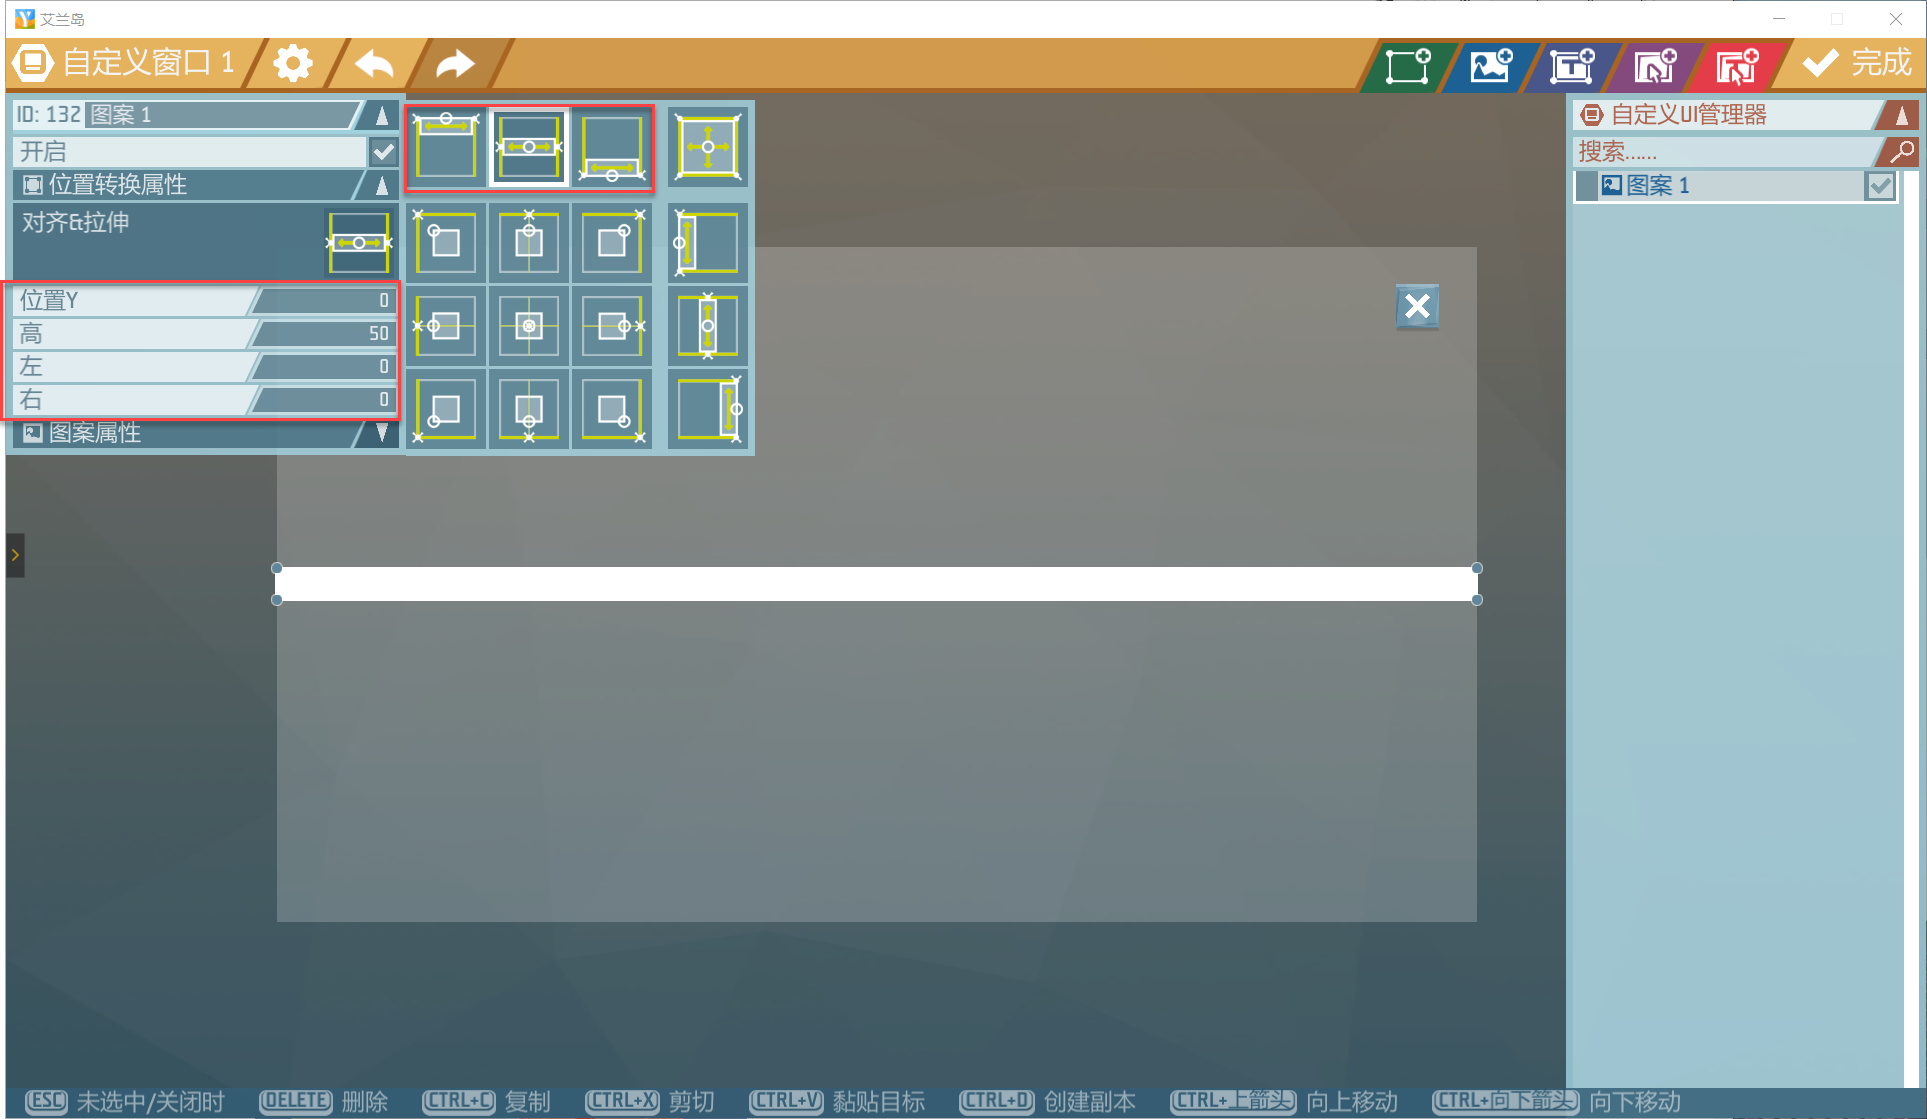 艾兰岛
自定义窗口 1
完成
ID: 132 图案 1
开启
位置转换属性
对齐&拉伸
位置Y 0
高 50
左 0
右 0
图案属性
自定义UI管理器
搜索......
图案 1
ESC 未选中/关闭时 DELETE 删除 CTRL+C 复制 CTRL+X 剪切 CTRL+V 黏贴目标 CTRL+D 创建副本 CTRL+上箭头 向上移动 CTRL+向下箭头 向下移动